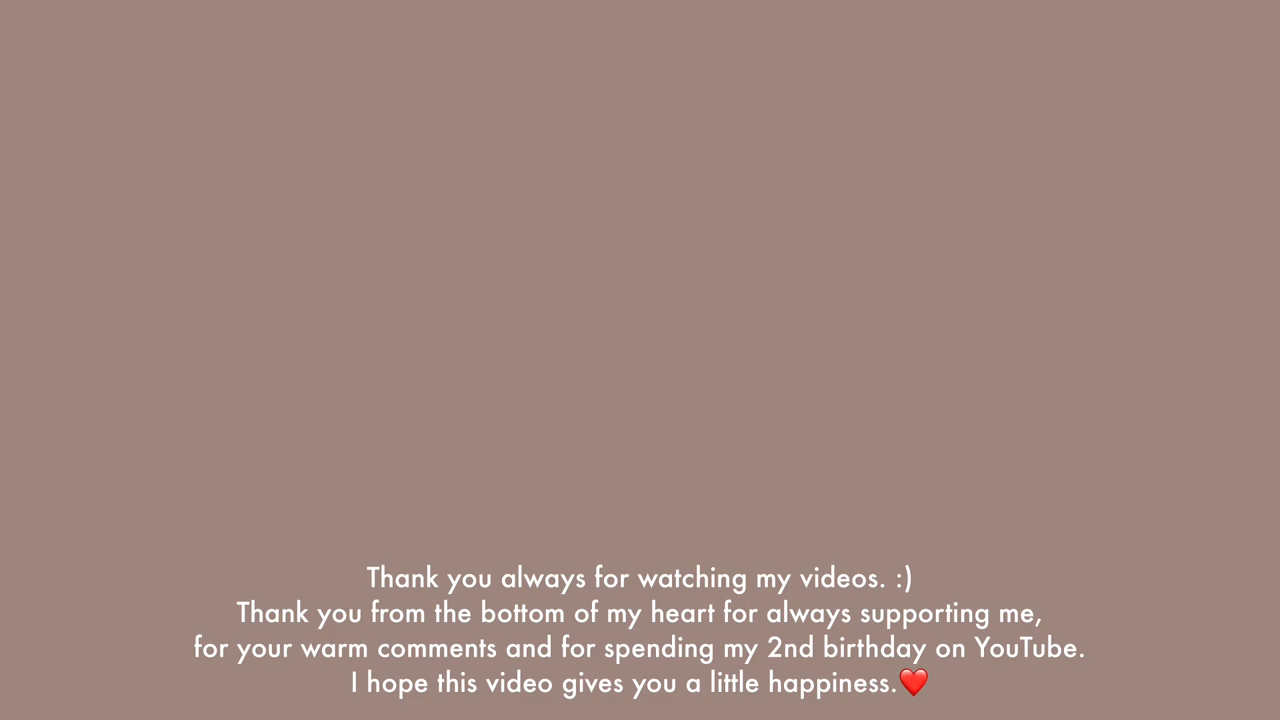 Thank you always for watching my videos. :)
Thank you from the bottom of my heart for always supporting me,
for your warm comments and for spending my 2nd birthday on YouTube.
I hope this video gives you a little happiness.❤️